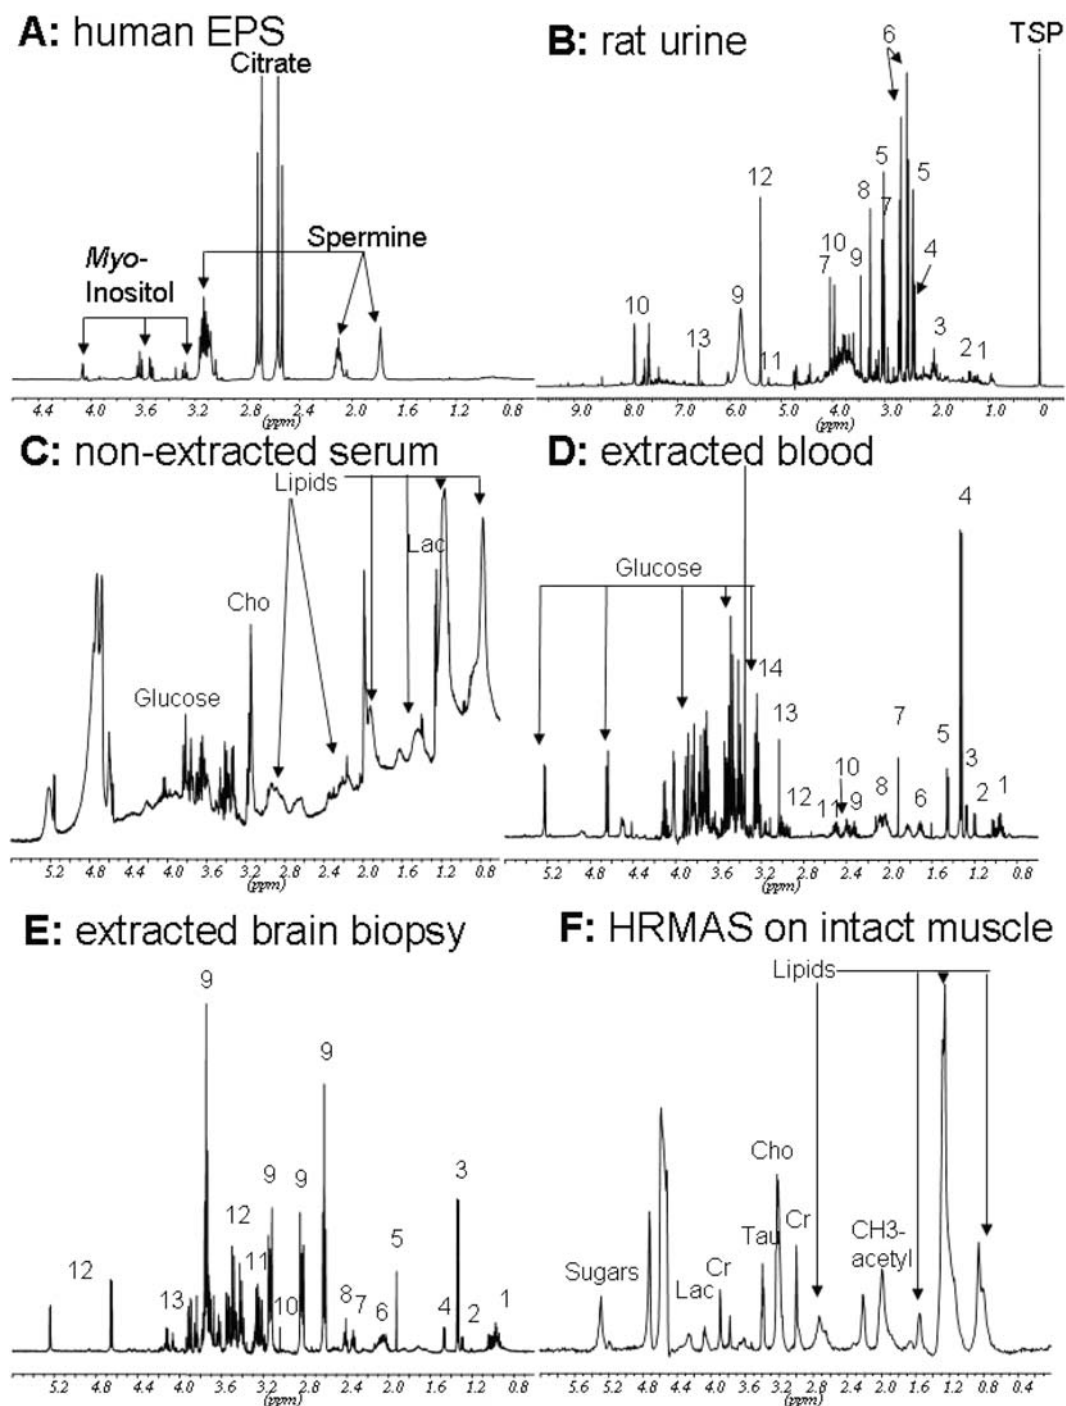 A: human EPS
Citrate
Spermine
Myo-
Inositol
4.4 4.0 3.6 3.2 2.8 2.4 2.0 1.6 1.2 0.8
(ppm)
B: rat urine
TSP
6
5
12
5
8
7
10
4
7
9
10
9
3
13
11
2
1
9.0 8.0 7.0 6.0 5.0 4.0 3.0 2.0 1.0 0
(ppm)
C: non-extracted serum
Lipids
Lac
Cho
Glucose
5.2 4.8 4.4 4.0 3.6 3.2 2.8 2.4 2.0 1.6 1.2 0.8
(ppm)
D: extracted blood
4
Glucose
14
13
7
5
3
10
12
11
9
8
6
2
1
5.2 4.8 4.4 4.0 3.6 3.2 2.8 2.4 2.0 1.6 1.2 0.8
(ppm)
E: extracted brain biopsy
9
9
9
9
3
12
5
12
11
13
10
8
7
6
4
2
1
5.2 4.8 4.4 4.0 3.6 3.2 2.8 2.4 2.0 1.6 1.2 0.8
(ppm)
F: HRMAS on intact muscle
Lipids
Cho
Tau
Cr
CH3-
acetyl
Sugars
Cr
Lac
5.6 5.2 4.8 4.4 3.9 3.6 3.2 2.8 2.4 2.0 1.6 1.2 0.8 0.4
(ppm)